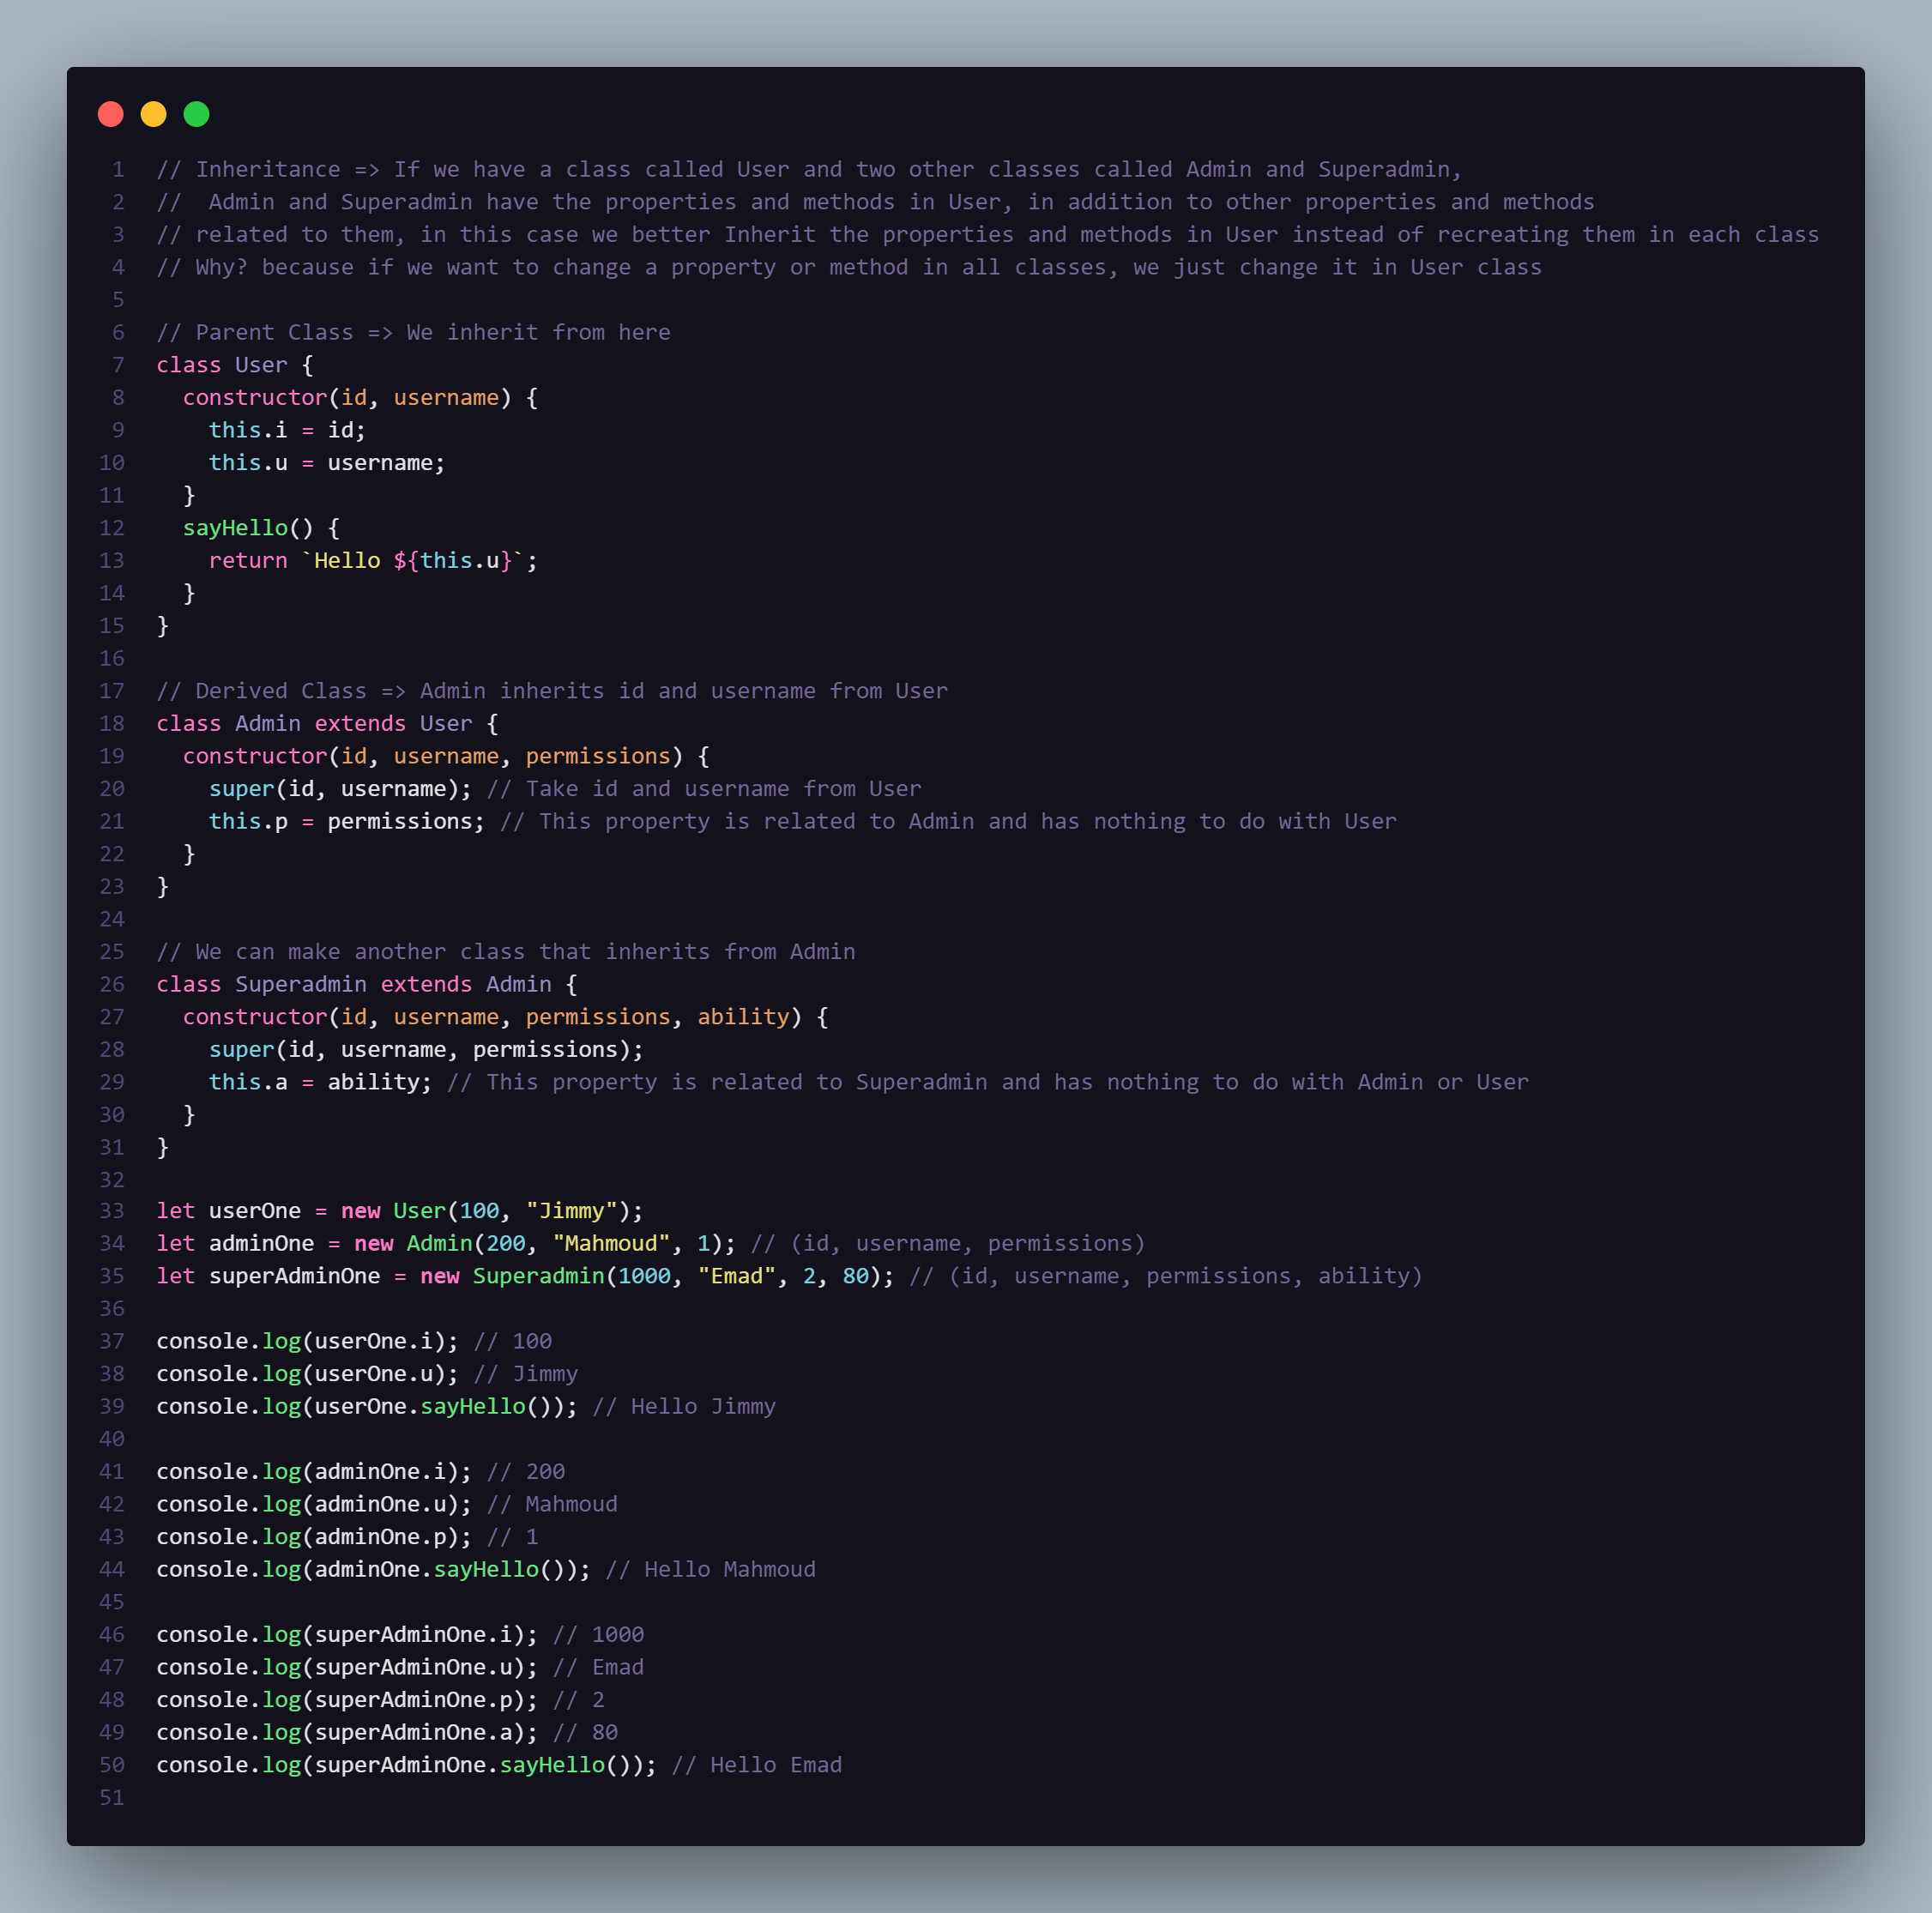 1 // Inheritance => If we have a class called User and two other classes called Admin and Superadmin,
2 //  Admin and Superadmin have the properties and methods in User, in addition to other properties and methods
3 // related to them, in this case we better Inherit the properties and methods in User instead of recreating them in each class
4 // Why? because if we want to change a property or method in all classes, we just change it in User class
5
6 // Parent Class => We inherit from here
7 class User {
8   constructor(id, username) {
9     this.i = id;
10     this.u = username;
11   }
12   sayHello() {
13     return `Hello ${this.u}`;
14   }
15 }
16
17 // Derived Class => Admin inherits id and username from User
18 class Admin extends User {
19   constructor(id, username, permissions) {
20     super(id, username); // Take id and username from User
21     this.p = permissions; // This property is related to Admin and has nothing to do with User
22   }
23 }
24
25 // We can make another class that inherits from Admin
26 class Superadmin extends Admin {
27   constructor(id, username, permissions, ability) {
28     super(id, username, permissions);
29     this.a = ability; // This property is related to Superadmin and has nothing to do with Admin or User
30   }
31 }
32
33 let userOne = new User(100, "Jimmy");
34 let adminOne = new Admin(200, "Mahmoud", 1); // (id, username, permissions)
35 let superAdminOne = new Superadmin(1000, "Emad", 2, 80); // (id, username, permissions, ability)
36
37 console.log(userOne.i); // 100
38 console.log(userOne.u); // Jimmy
39 console.log(userOne.sayHello()); // Hello Jimmy
40
41 console.log(adminOne.i); // 200
42 console.log(adminOne.u); // Mahmoud
43 console.log(adminOne.p); // 1
44 console.log(adminOne.sayHello()); // Hello Mahmoud
45
46 console.log(superAdminOne.i); // 1000
47 console.log(superAdminOne.u); // Emad
48 console.log(superAdminOne.p); // 2
49 console.log(superAdminOne.a); // 80
50 console.log(superAdminOne.sayHello()); // Hello Emad
51